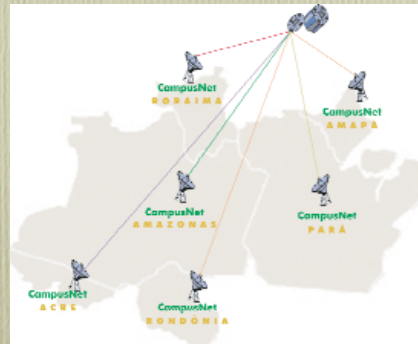 CampusNet
RORAIMA
CampusNet
AMAPÁ
CampusNet
AMAZONAS
CampusNet
PARÁ
CampusNet
ACRE
CampusNet
RONDÔNIA